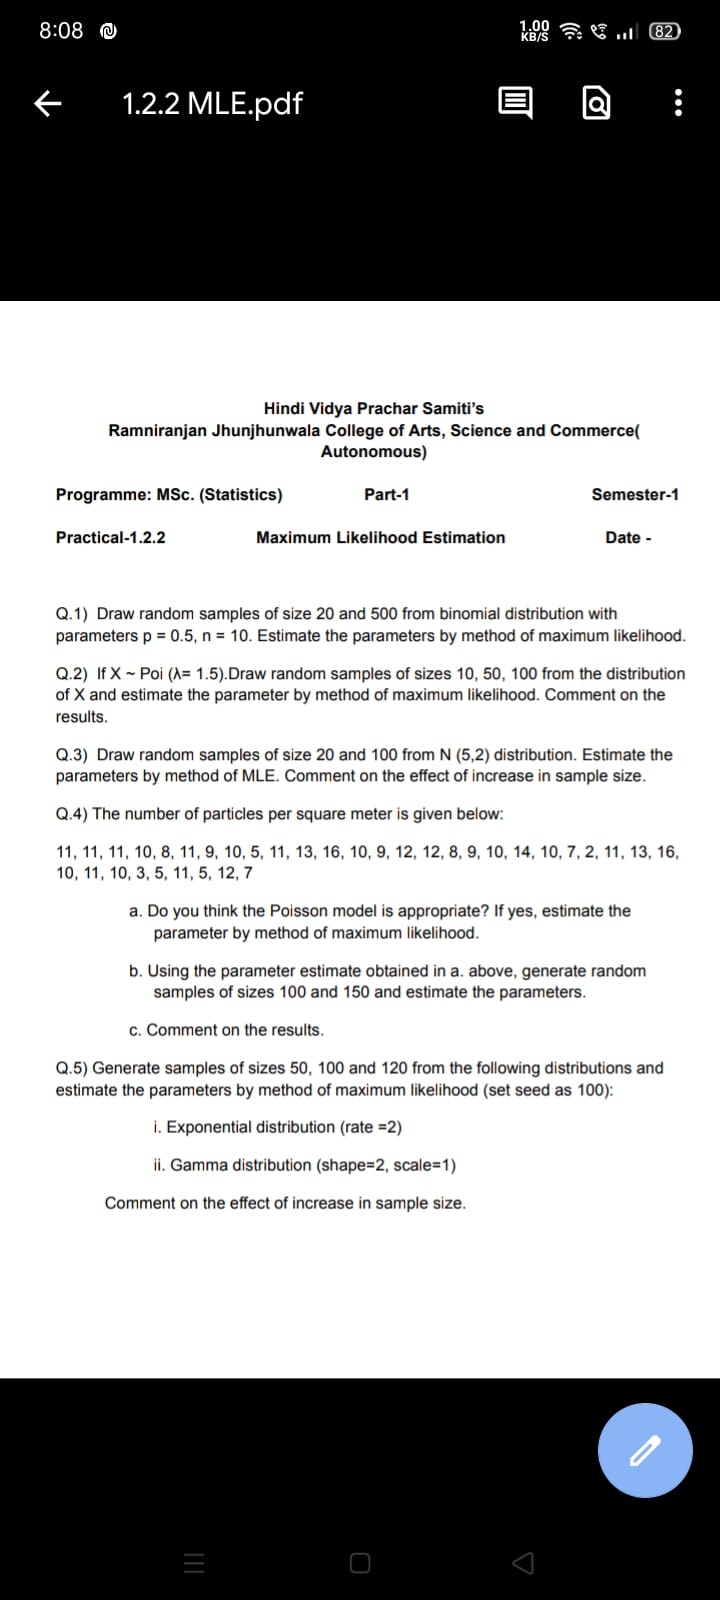 8:08
1.00
KB/S
82
1.2.2 MLE.pdf
Hindi Vidya Prachar Samiti's
Ramniranjan Jhunjhunwala College of Arts, Science and Commerce(
Autonomous)
Programme: MSc. (Statistics) Part-1 Semester-1
Practical-1.2.2 Maximum Likelihood Estimation Date -
Q.1) Draw random samples of size 20 and 500 from binomial distribution with
parameters p = 0.5, n = 10. Estimate the parameters by method of maximum likelihood.
Q.2) If X ~ Poi (λ= 1.5).Draw random samples of sizes 10, 50, 100 from the distribution
of X and estimate the parameter by method of maximum likelihood. Comment on the
results.
Q.3) Draw random samples of size 20 and 100 from N (5,2) distribution. Estimate the
parameters by method of MLE. Comment on the effect of increase in sample size.
Q.4) The number of particles per square meter is given below:
11, 11, 11, 10, 8, 11, 9, 10, 5, 11, 13, 16, 10, 9, 12, 12, 8, 9, 10, 14, 10, 7, 2, 11, 13, 16,
10, 11, 10, 3, 5, 11, 5, 12, 7
a. Do you think the Poisson model is appropriate? If yes, estimate the
parameter by method of maximum likelihood.
b. Using the parameter estimate obtained in a. above, generate random
samples of sizes 100 and 150 and estimate the parameters.
c. Comment on the results.
Q.5) Generate samples of sizes 50, 100 and 120 from the following distributions and
estimate the parameters by method of maximum likelihood (set seed as 100):
i. Exponential distribution (rate =2)
ii. Gamma distribution (shape=2, scale=1)
Comment on the effect of increase in sample size.